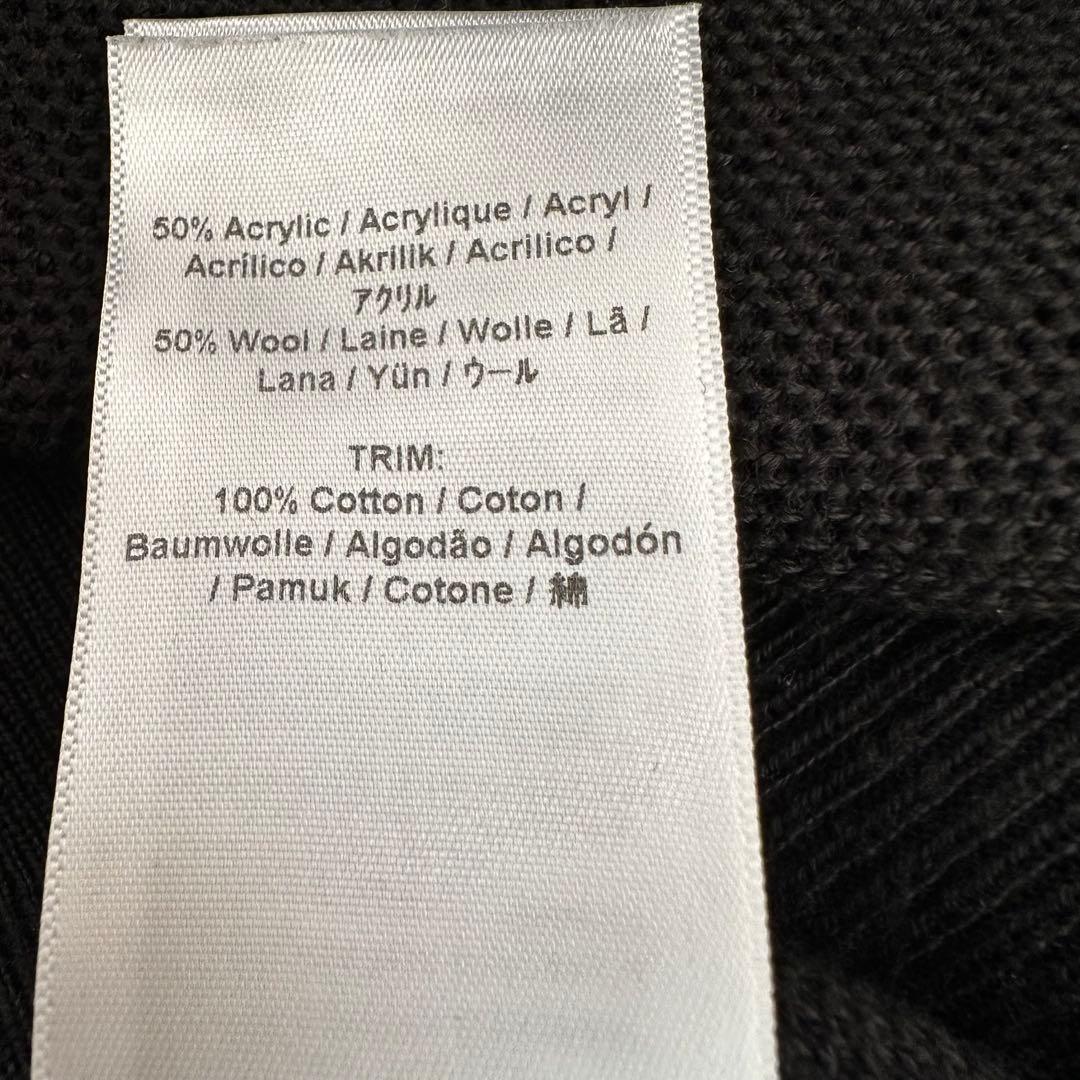 50% Acrylic / Acrylique / Acryl /
Acrílico / Akrilik / Acrilico /
アクリル
50% Wool / Laine / Wolle / Lã /
Lana / Yün / ウール
TRIM:
100% Cotton / Coton /
Baumwolle / Algodão / Algodón
/ Pamuk / Cotone / 綿